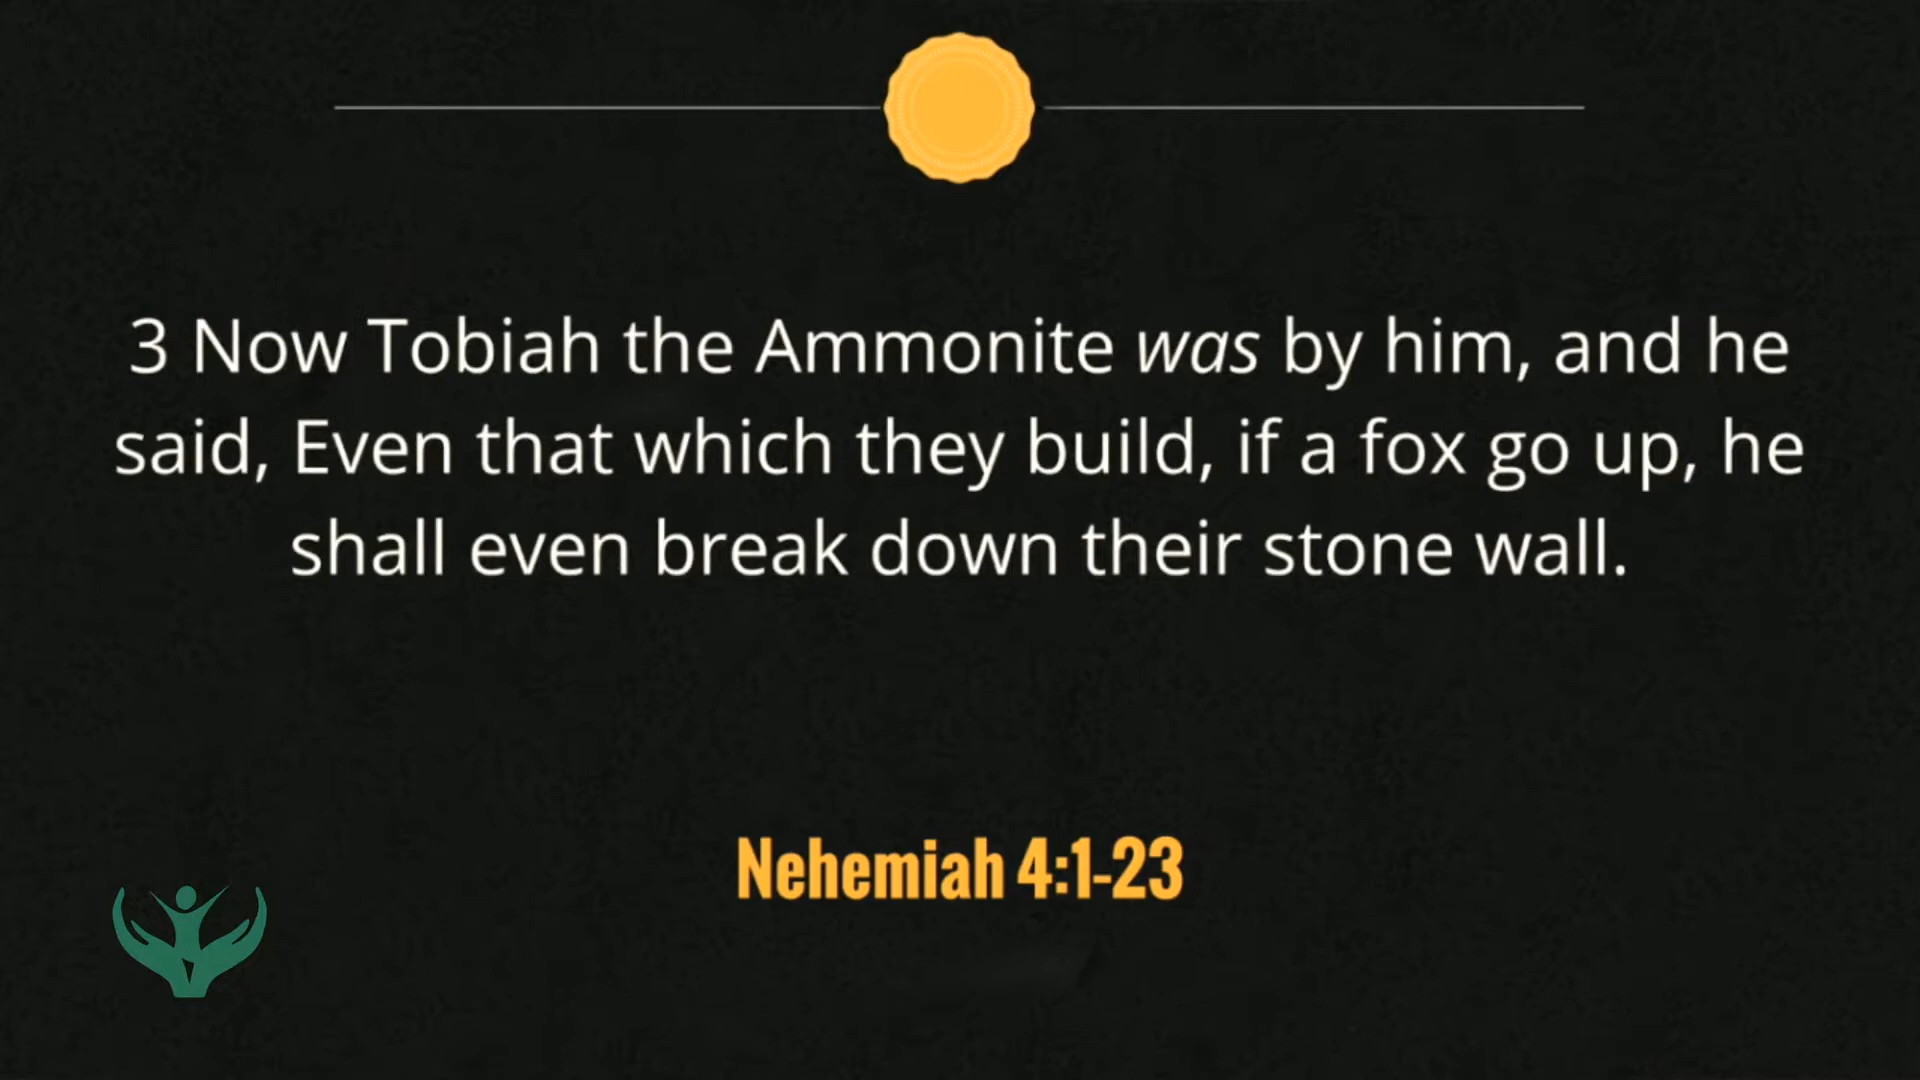 3 Now Tobiah the Ammonite was by him, and he
said, Even that which they build, if a fox go up, he
shall even break down their stone wall.
Nehemiah 4:1-23